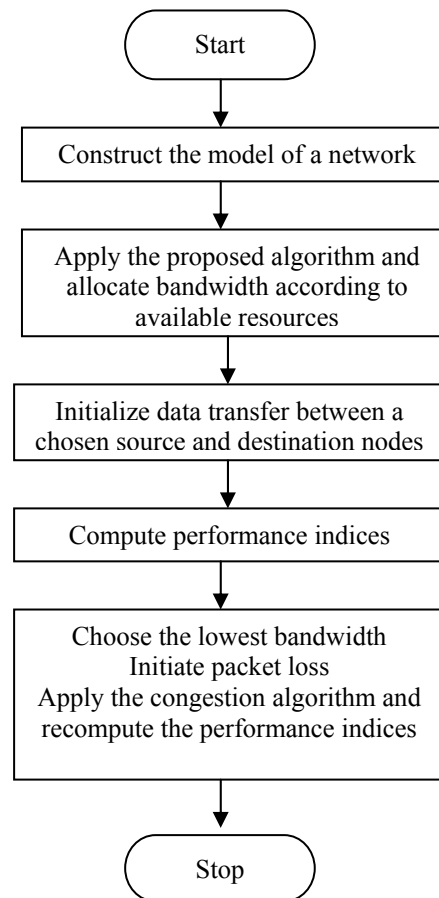 Start
Construct the model of a network
Apply the proposed algorithm and
allocate bandwidth according to
available resources
Initialize data transfer between a
chosen source and destination nodes
Compute performance indices
Choose the lowest bandwidth
Initiate packet loss
Apply the congestion algorithm and
recompute the performance indices
Stop